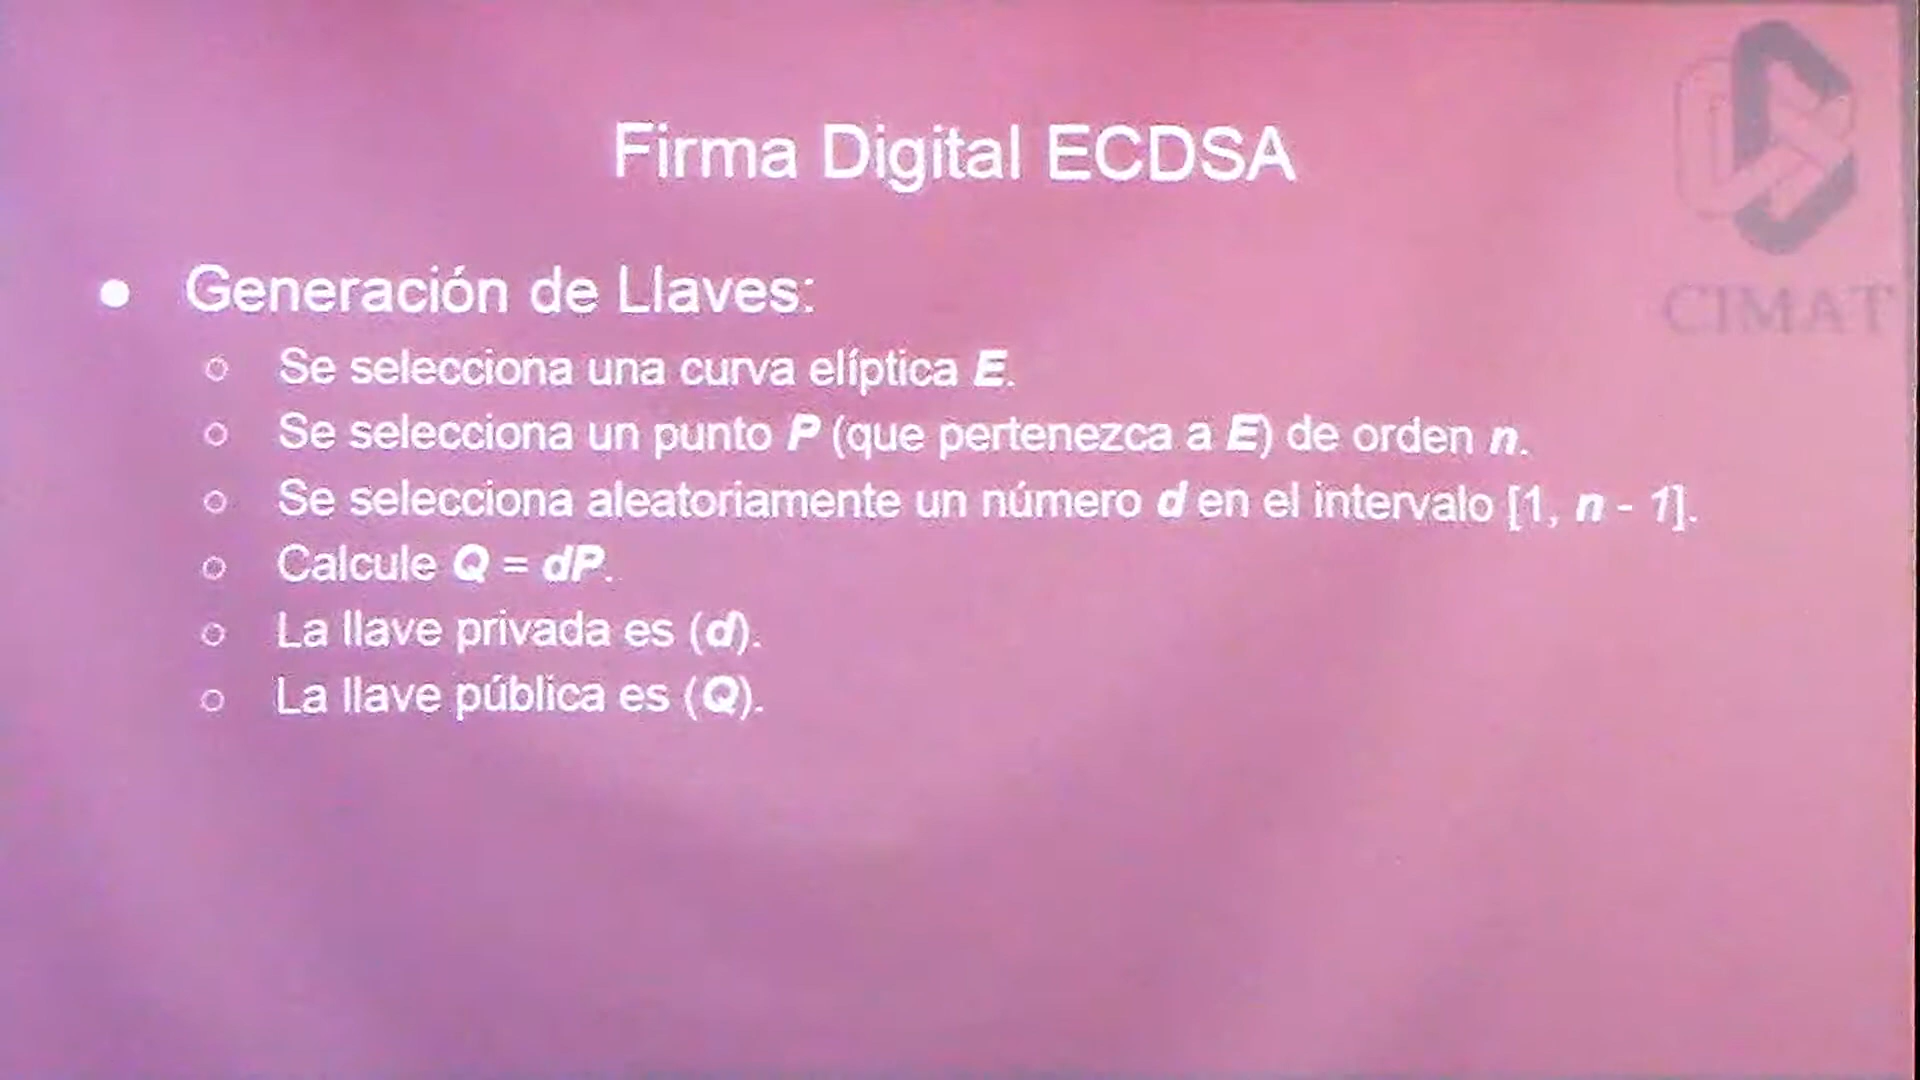 Firma Digital ECDSA
CIMAT
● Generación de Llaves:
○ Se selecciona una curva elíptica E.
○ Se selecciona un punto P (que pertenezca a E) de orden n.
○ Se selecciona aleatoriamente un número d en el intervalo [1, n - 1].
○ Calcule Q = dP.
○ La llave privada es (d).
○ La llave pública es (Q).